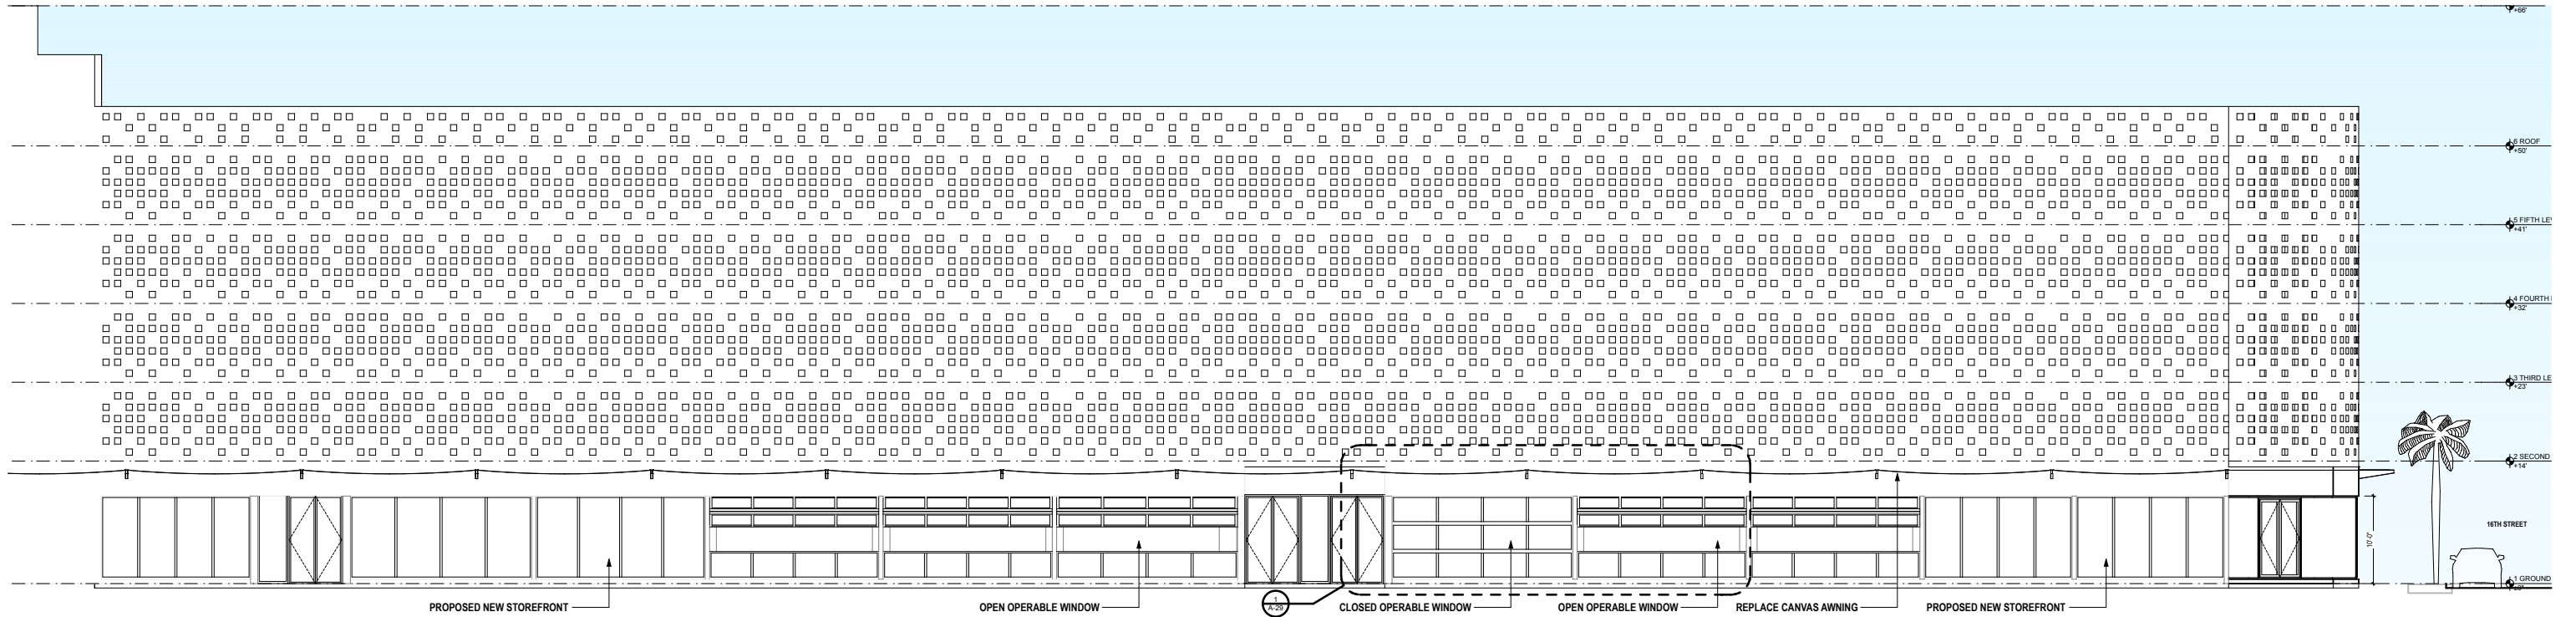 +66'
6 ROOF
+50'
5 FIFTH LEV
+41'
4 FOURTH
+32'
3 THIRD LE
+23'
2 SECOND
+14'
16TH STREET
10'-0"
1 GROUND
+0"
PROPOSED NEW STOREFRONT
OPEN OPERABLE WINDOW
1
A-29
CLOSED OPERABLE WINDOW
OPEN OPERABLE WINDOW
REPLACE CANVAS AWNING
PROPOSED NEW STOREFRONT